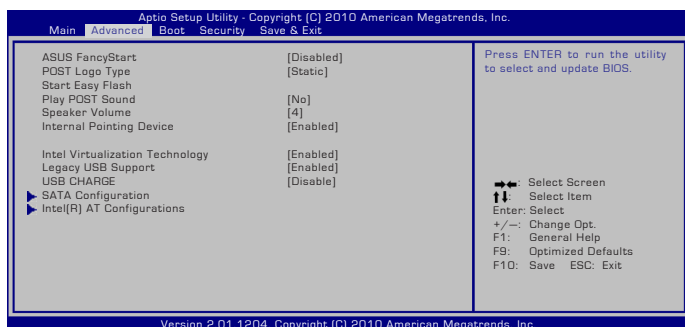 Aptio Setup Utility - Copyright (C) 2010 American Megatrends, Inc.
Main Advanced Boot Security Save & Exit
ASUS FancyStart [Disabled]
POST Logo Type [Static]
Start Easy Flash
Play POST Sound [No]
Speaker Volume [4]
Internal Pointing Device [Enabled]
Intel Virtualization Technology [Enabled]
Legacy USB Support [Enabled]
USB CHARGE [Disable]
SATA Configuration
Intel(R) AT Configurations
Press ENTER to run the utility
to select and update BIOS.
→←: Select Screen
↑↓: Select Item
Enter: Select
+/—: Change Opt.
F1: General Help
F9: Optimized Defaults
F10: Save ESC: Exit
Version 2.01.1204. Copyright (C) 2010 American Megatrends, Inc.